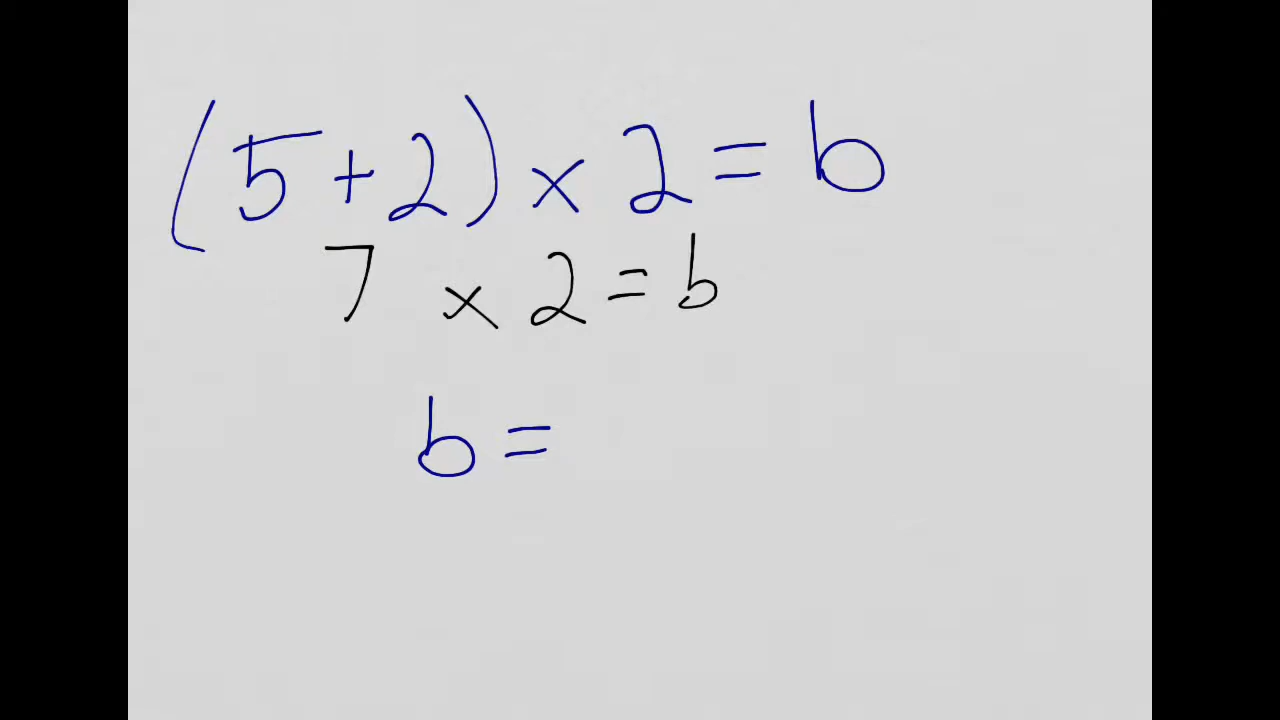 (5+2) × 2 = b
7 × 2 = b
b =